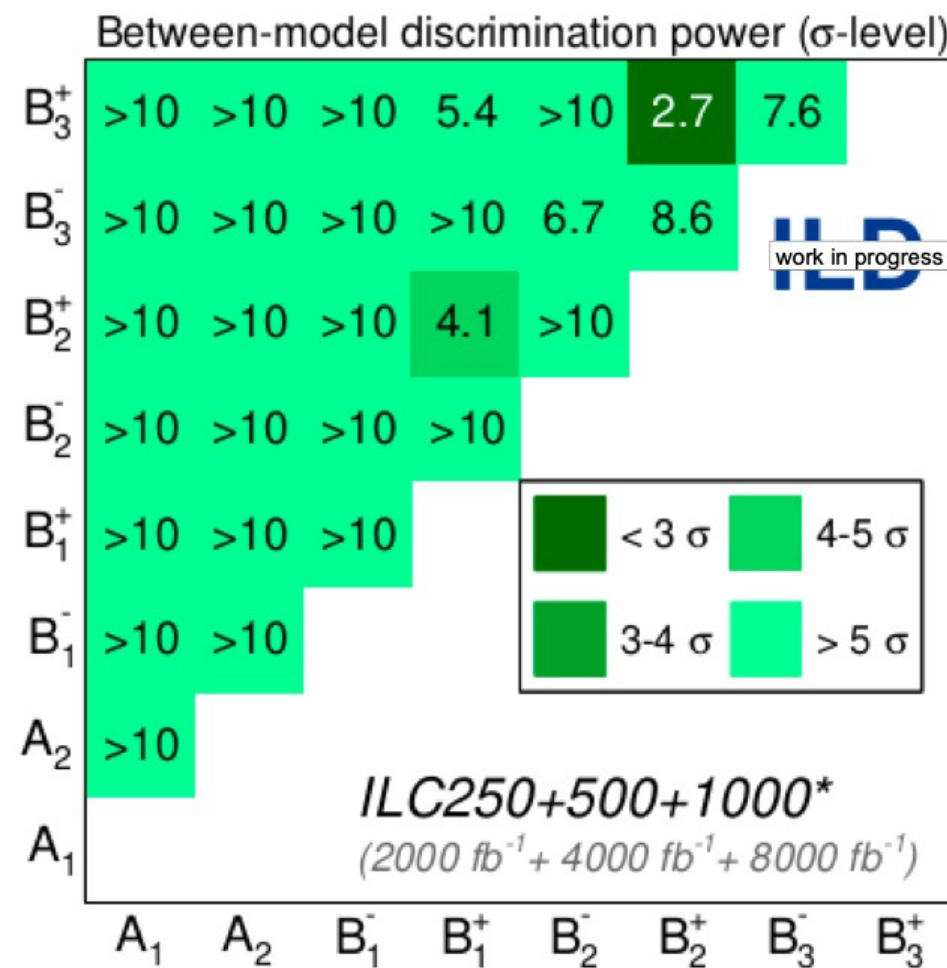 Between-model discrimination power (σ-level)
B₃⁺ >10 >10 >10 5.4 >10 2.7 7.6
B₃⁻ >10 >10 >10 >10 6.7 8.6
ILD
work in progress
B₂⁺ >10 >10 >10 4.1 >10
B₂⁻ >10 >10 >10 >10
B₁⁺ >10 >10 >10
< 3 σ 4-5 σ
B₁⁻ >10 >10
3-4 σ > 5 σ
A₂ >10
ILC250+500+1000*
A₁
(2000 fb⁻¹ + 4000 fb⁻¹ + 8000 fb⁻¹)
A₁ A₂ B₁⁻ B₁⁺ B₂⁻ B₂⁺ B₃⁻ B₃⁺